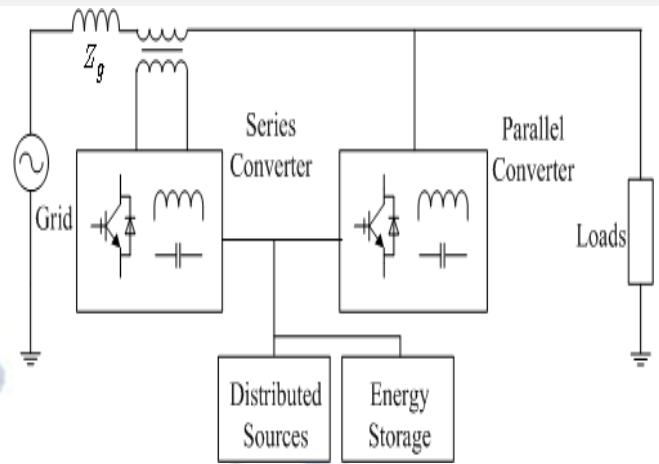 Z_g
Series
Converter
Parallel
Converter
Grid
Loads
Distributed
Sources
Energy
Storage